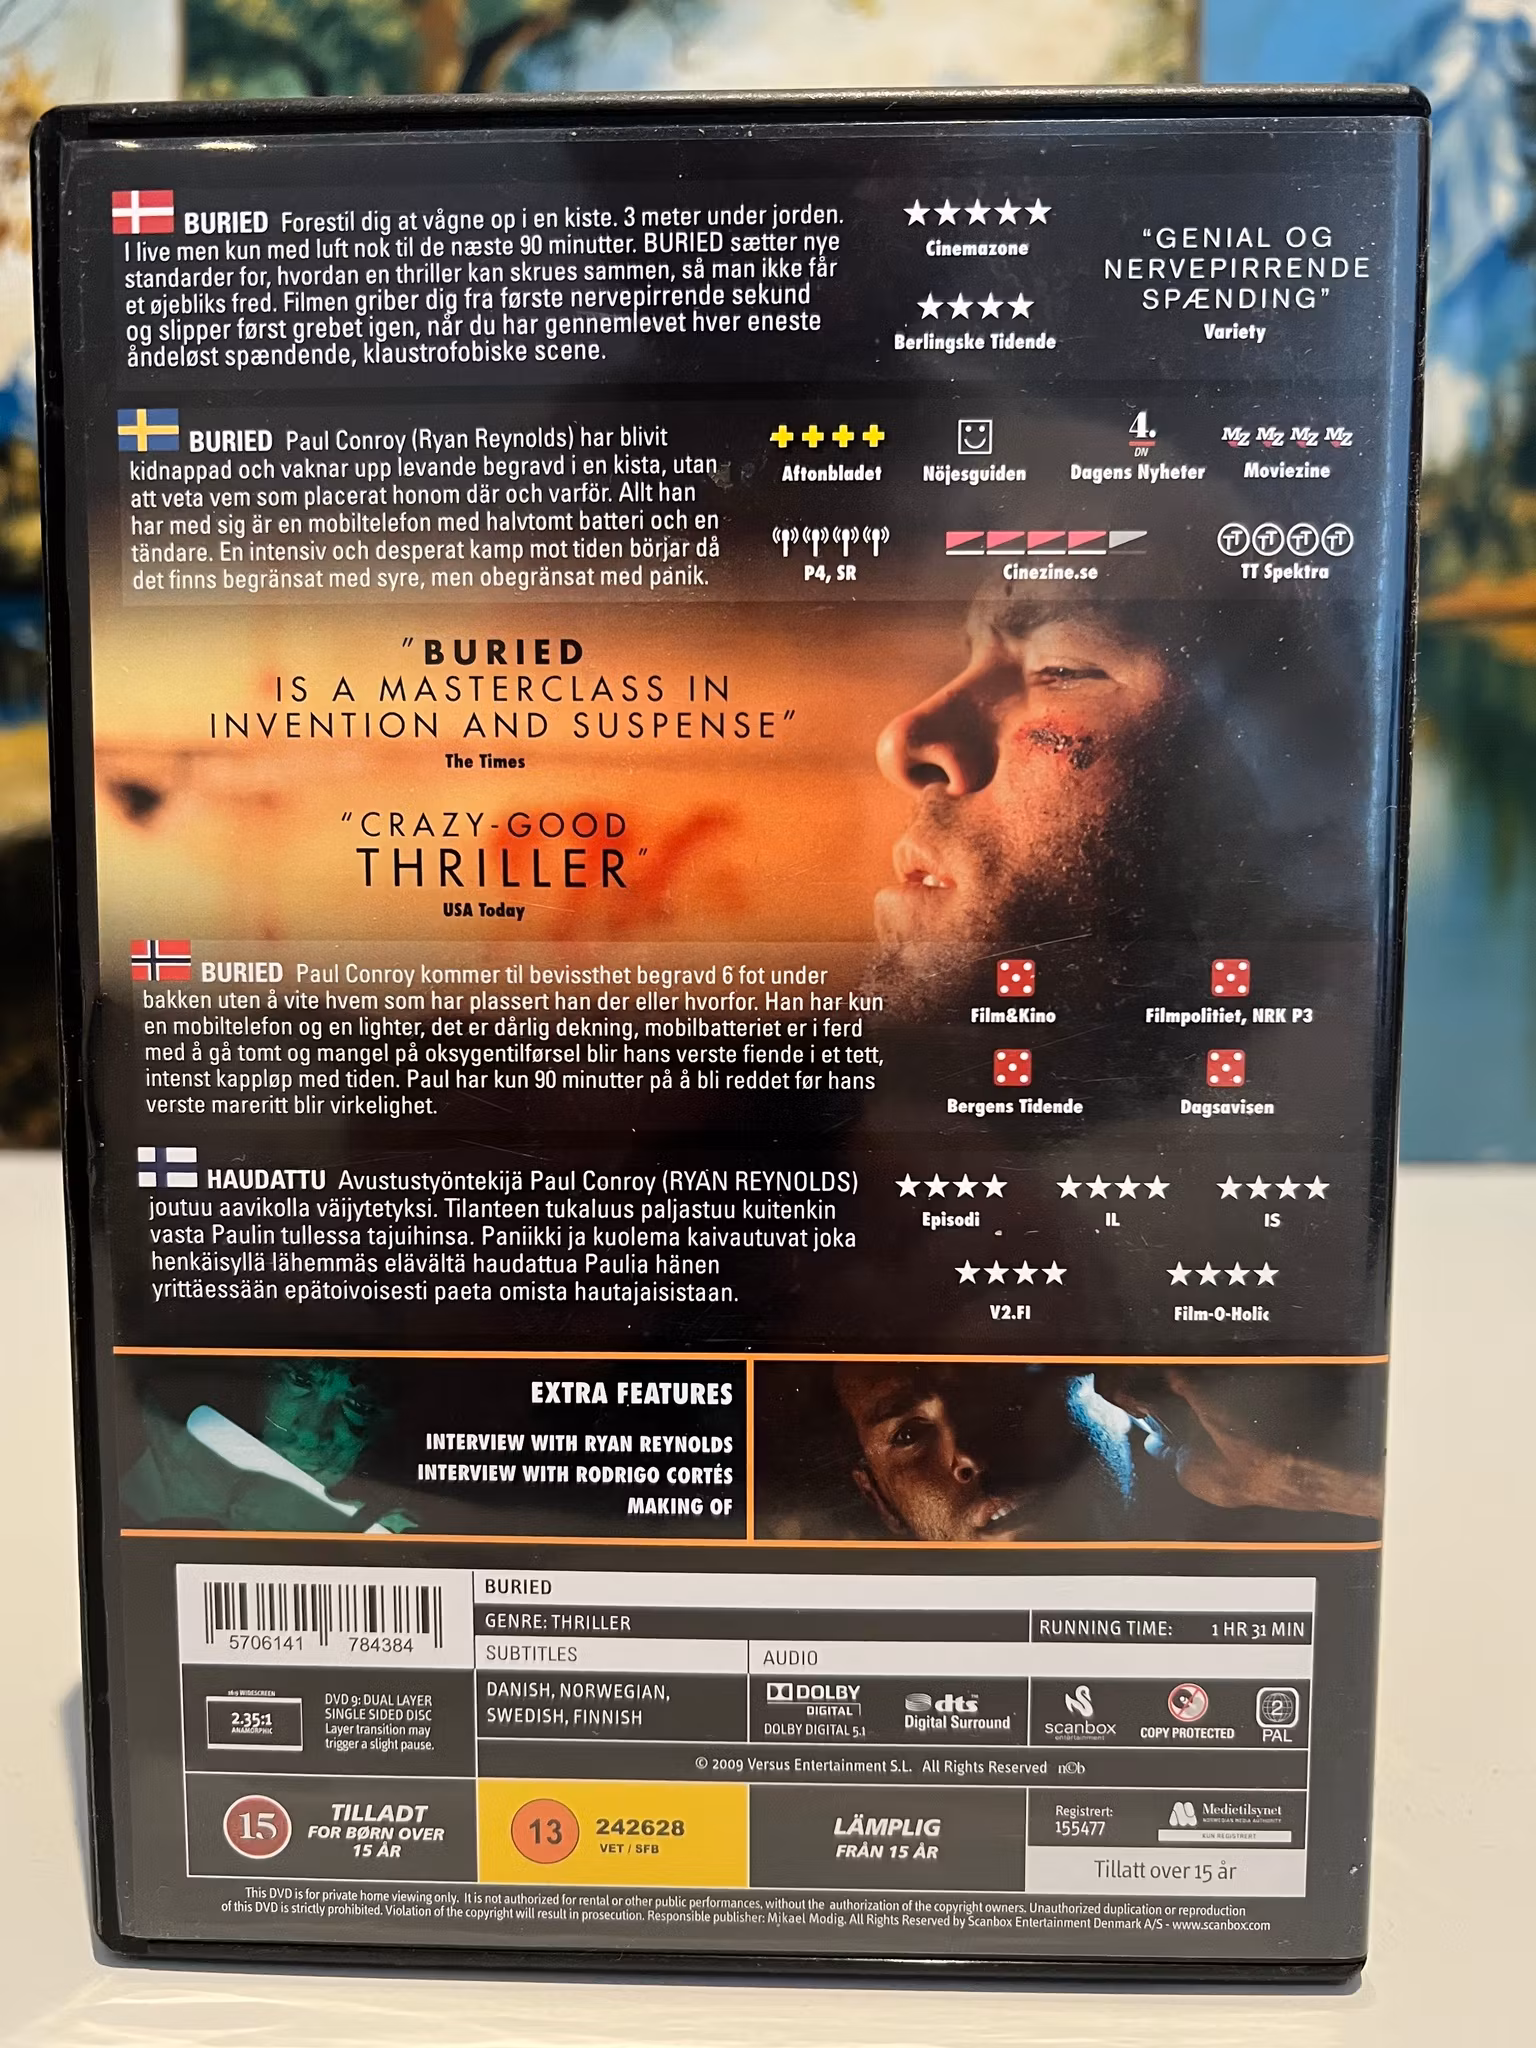 BURIED Forestil dig at vågne op i en kiste. 3 meter under jorden.
I live men kun med luft nok til de næste 90 minutter. BURIED sætter nye
standarder for, hvordan en thriller kan skrues sammen, så man ikke får
et øjebliks fred. Filmen griber dig fra første nervepirrende sekund
og slipper først grebet igen, når du har gennemlevet hver eneste
åndeløst spændende, klaustrofobiske scene.
Cinemazone
Berlingske Tidende
"GENIAL OG
NERVEPIRRENDE
SPÆNDING"
Variety
BURIED Paul Conroy (Ryan Reynolds) har blivit
kidnappad och vaknar upp levande begravd i en kista, utan
att veta vem som placerat honom där och varför. Allt han
har med sig är en mobiltelefon med halvtomt batteri och en
tändare. En intensiv och desperat kamp mot tiden börjar då
det finns begränsat med syre, men obegränsat med panik.
Aftonbladet
Nöjesguiden
4.
DN
Dagens Nyheter
MZ MZ MZ MZ
Moviezine
P4, SR
Cinezine.se
TT TT TT TT
TT Spektra
"BURIED
IS A MASTERCLASS IN
INVENTION AND SUSPENSE"
The Times
"CRAZY-GOOD
THRILLER"
USA Today
BURIED Paul Conroy kommer til bevissthet begravd 6 fot under
bakken uten å vite hvem som har plassert han der eller hvorfor. Han har kun
en mobiltelefon og en lighter, det er dårlig dekning, mobilbatteriet er i ferd
med å gå tomt og mangel på oksygentilførsel blir hans verste fiende i et tett,
intenst kappløp med tiden. Paul har kun 90 minutter på å bli reddet før hans
verste mareritt blir virkelighet.
Film&Kino
Filmpolitiet, NRK P3
Bergens Tidende
Dagsavisen
HAUDATTU Avustustyöntekijä Paul Conroy (RYAN REYNOLDS)
joutuu aavikolla väijytetyksi. Tilanteen tukaluus paljastuu kuitenkin
vasta Paulin tullessa tajuihinsa. Paniikki ja kuolema kaivautuvat joka
henkäisyllä lähemmäs elävältä haudattua Paulia hänen
yrittäessään epätoivoisesti paeta omista hautajaisistaan.
Episodi
IL
IS
V2.FI
Film-O-Holic
EXTRA FEATURES
INTERVIEW WITH RYAN REYNOLDS
INTERVIEW WITH RODRIGO CORTÉS
MAKING OF
5706141 784384
BURIED
GENRE: THRILLER
RUNNING TIME: 1 HR 31 MIN
SUBTITLES
AUDIO
16:9 WIDESCREEN
2.35:1
ANAMORPHIC
DVD 9: DUAL LAYER
SINGLE SIDED DISC
Layer transition may
trigger a slight pause.
DANISH, NORWEGIAN,
SWEDISH, FINNISH
DOLBY
DIGITAL
DOLBY DIGITAL 5.1
dts
Digital Surround
scanbox
entertainment
COPY PROTECTED
2
PAL
© 2009 Versus Entertainment S.L. All Rights Reserved n©b
15
TILLADT
FOR BØRN OVER
15 ÅR
13
242628
VET / SFB
LÄMPLIG
FRÅN 15 ÅR
Registrert:
155477
Medietilsynet
NORWEGIAN MEDIA AUTHORITY
KUN REGISTRERT
Tillatt over 15 år
This DVD is for private home viewing only. It is not authorized for rental or other public performances, without the authorization of the copyright owners. Unauthorized duplication or reproduction
of this DVD is strictly prohibited. Violation of the copyright will result in prosecution. Responsible publisher: Mikael Modig. All Rights Reserved by Scanbox Entertainment Denmark A/S - www.scanbox.com